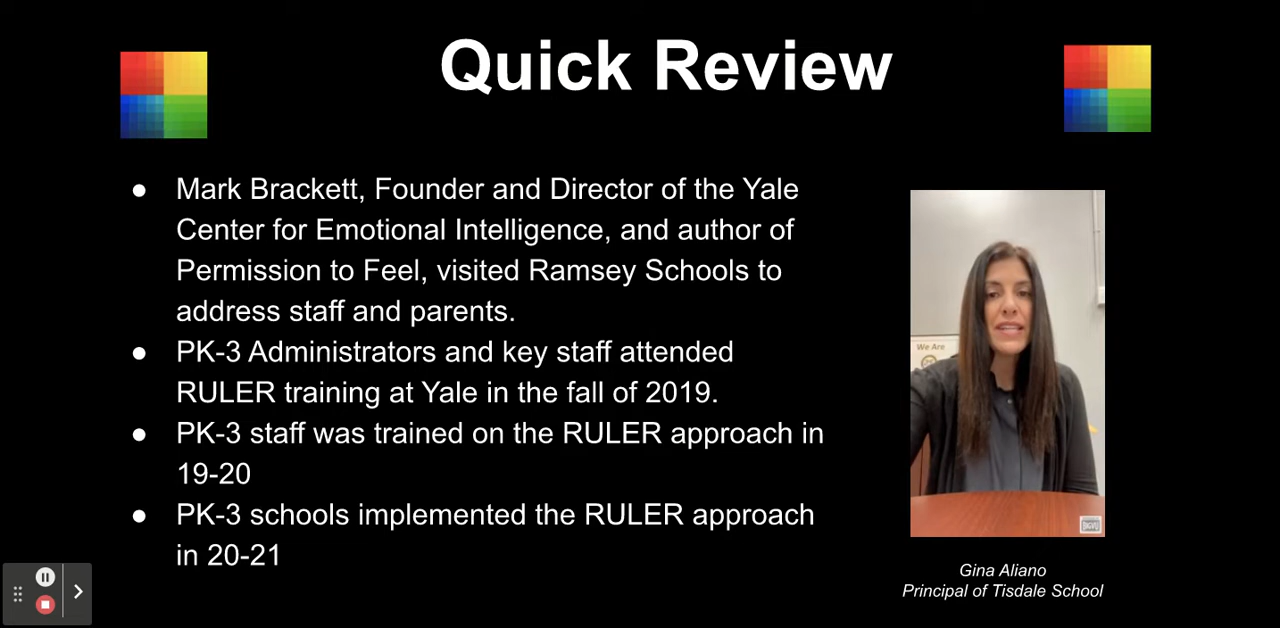 Quick Review
● Mark Brackett, Founder and Director of the Yale
Center for Emotional Intelligence, and author of
Permission to Feel, visited Ramsey Schools to
address staff and parents.
● PK-3 Administrators and key staff attended
RULER training at Yale in the fall of 2019.
● PK-3 staff was trained on the RULER approach in
19-20
● PK-3 schools implemented the RULER approach
in 20-21
We Are
BIGVU
Gina Aliano
Principal of Tisdale School